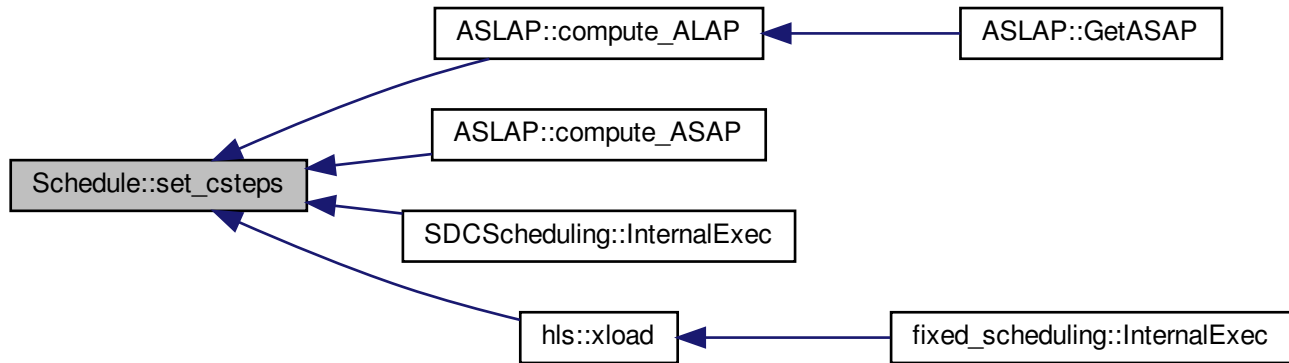 ASLAP::compute_ALAP
ASLAP::GetASAP
ASLAP::compute_ASAP
Schedule::set_csteps
SDCScheduling::InternalExec
hls::xload
fixed_scheduling::InternalExec